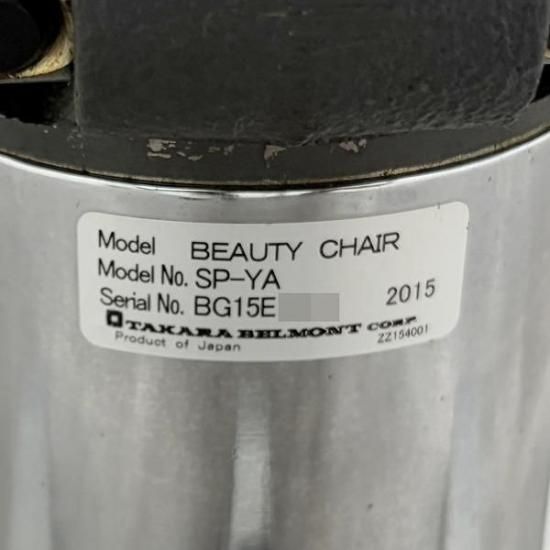 Model BEAUTY CHAIR
Model No. SP-YA
Serial No. BG15E 2015
TAKARA BELMONT CORP.
Product of Japan ZZ154001